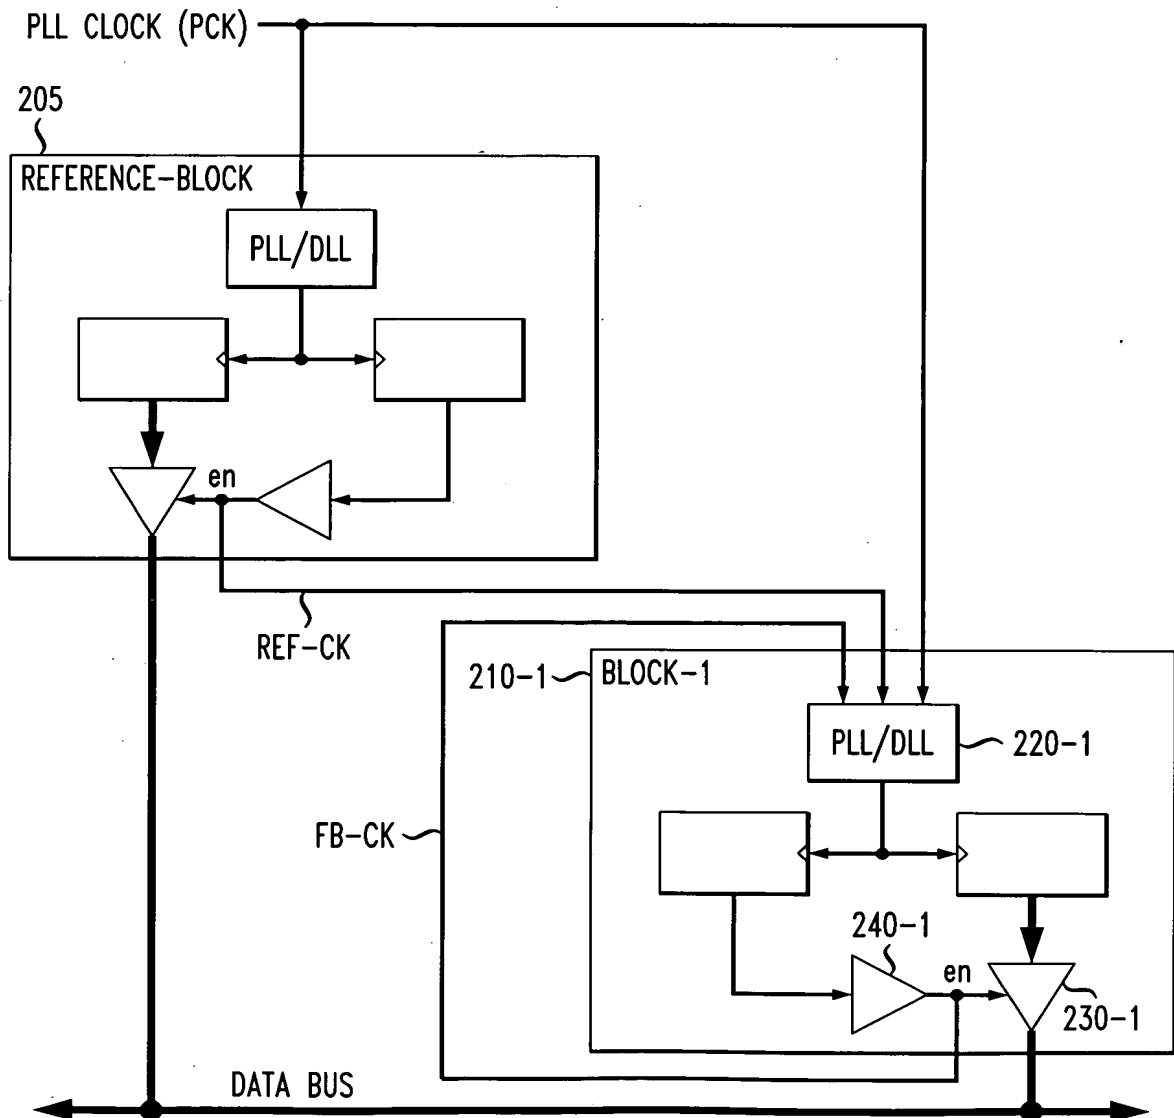 PLL CLOCK (PCK)
205
REFERENCE-BLOCK
PLL/DLL
en
REF-CK
210-1
BLOCK-1
PLL/DLL
220-1
FB-CK
240-1
en
230-1
DATA BUS